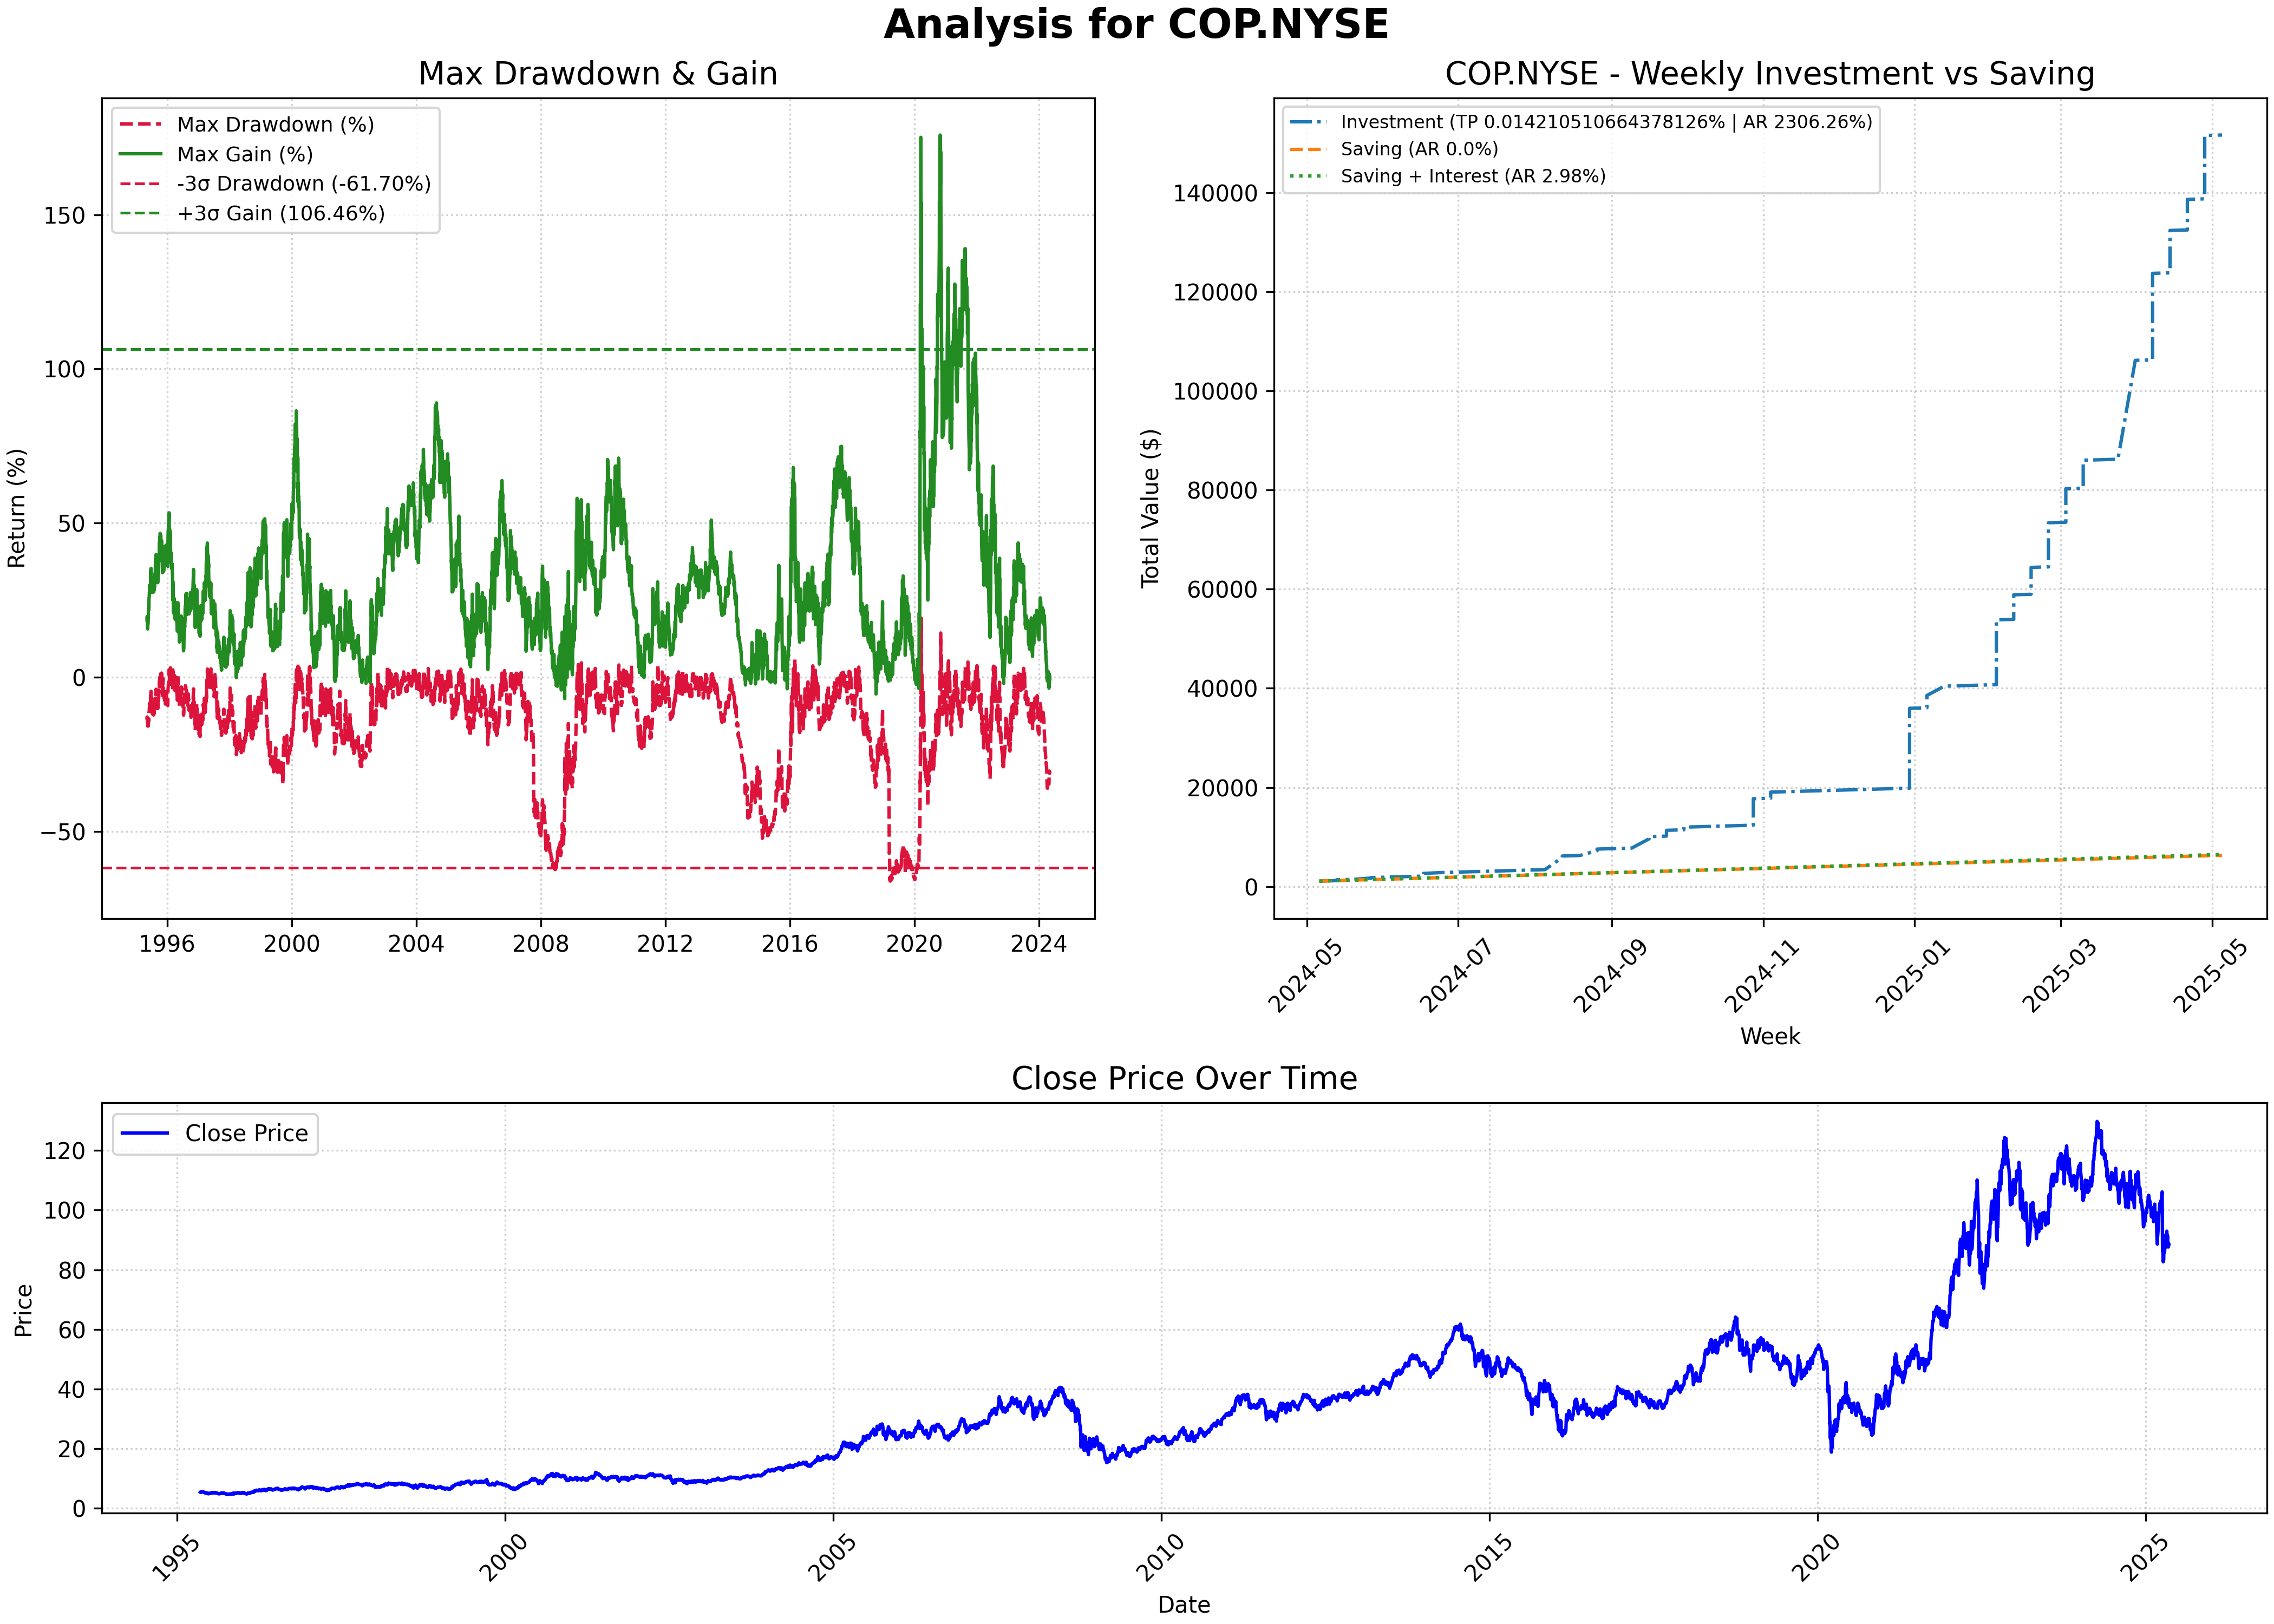 Analysis for COP.NYSE
Max Drawdown & Gain
Max Drawdown (%)
Max Gain (%)
-3σ Drawdown (-61.70%)
+3σ Gain (106.46%)
Return (%)
150
100
50
0
−50
1996 2000 2004 2008 2012 2016 2020 2024
COP.NYSE - Weekly Investment vs Saving
Investment (TP 0.014210510664378126% | AR 2306.26%)
Saving (AR 0.0%)
Saving + Interest (AR 2.98%)
Total Value ($)
140000
120000
100000
80000
60000
40000
20000
0
2024-05 2024-07 2024-09 2024-11 2025-01 2025-03 2025-05
Week
Close Price Over Time
Close Price
Price
120
100
80
60
40
20
0
1995 2000 2005 2010 2015 2020 2025
Date